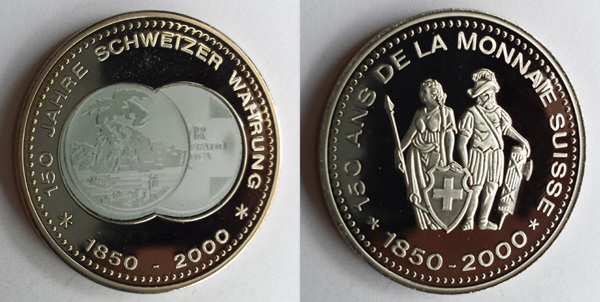 150 JAHRE SCHWEIZER WÄHRUNG
* 1850 - 2000 *
150 ANS DE LA MONNAIE SUISSE
* 1850 - 2000 *